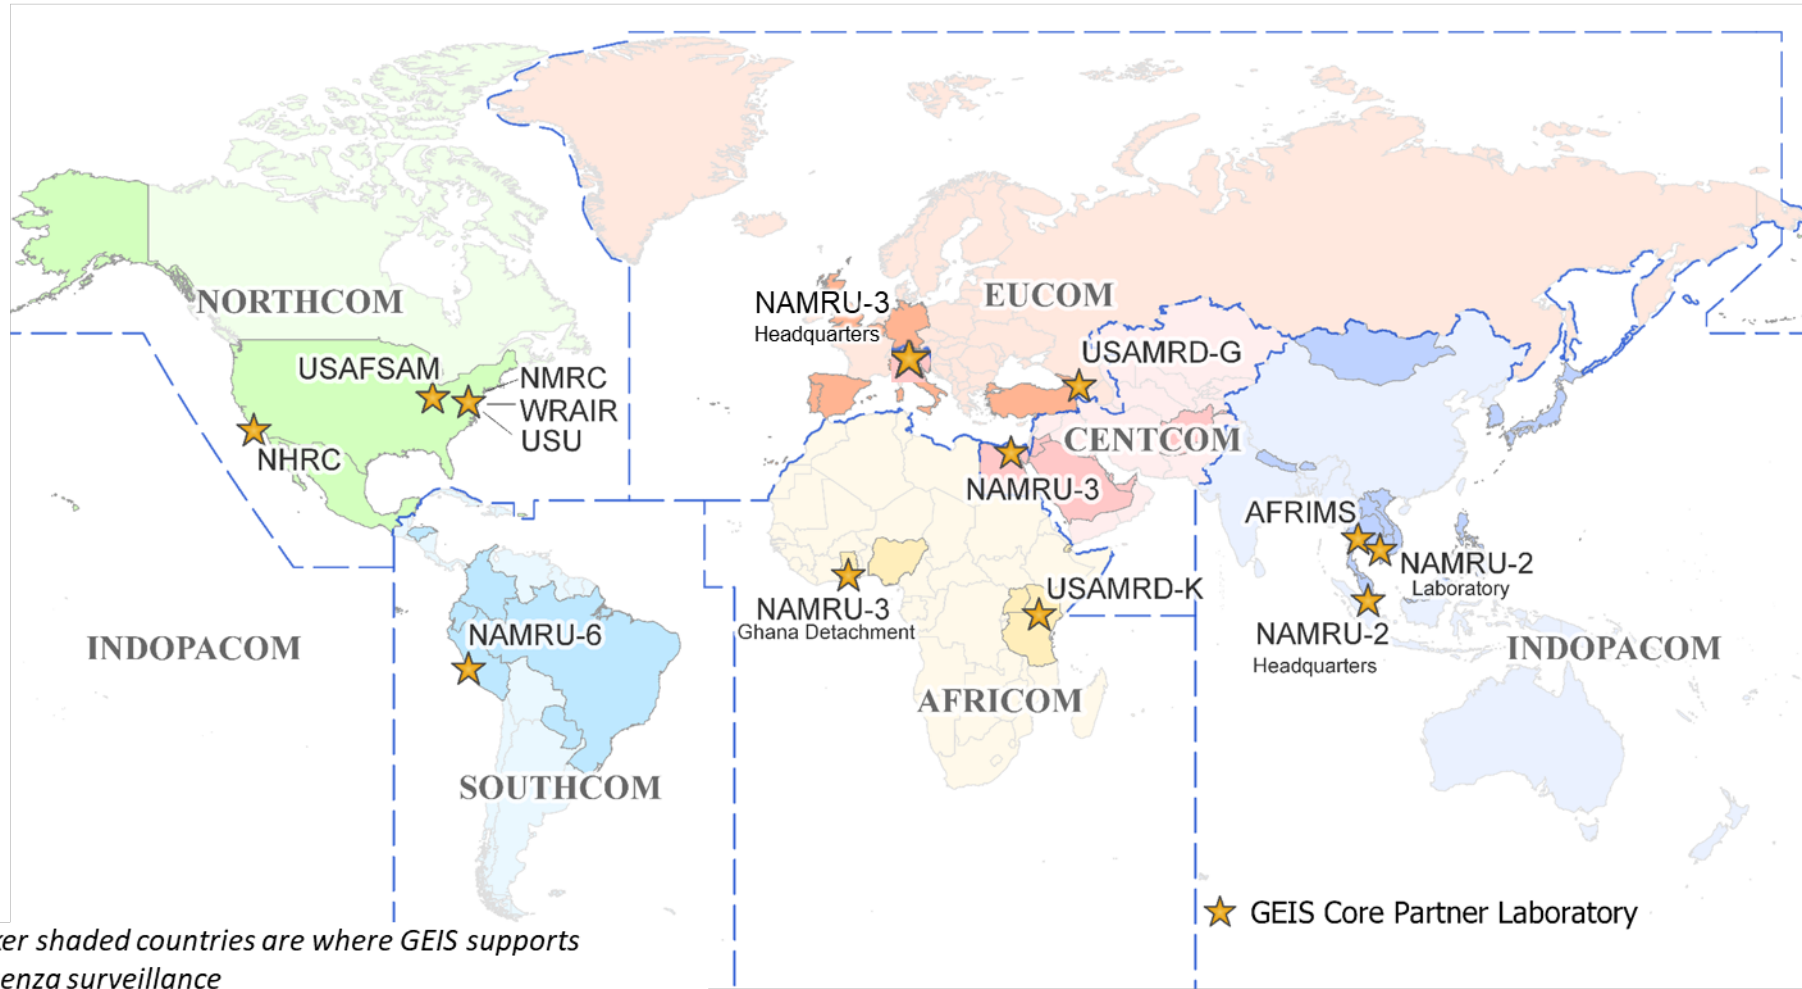 NORTHCOM
USAFSAM
NMRC
WRAIR
USU
NHRC
NAMRU-3
Headquarters
EUCOM
USAMRD-G
CENTCOM
NAMRU-3
AFRIMS
NAMRU-2
Laboratory
NAMRU-2
Headquarters
INDOPACOM
NAMRU-3
Ghana Detachment
USAMRD-K
AFRICOM
INDOPACOM
NAMRU-6
SOUTHCOM
GEIS Core Partner Laboratory
shaded countries are where GEIS supports
surveillance